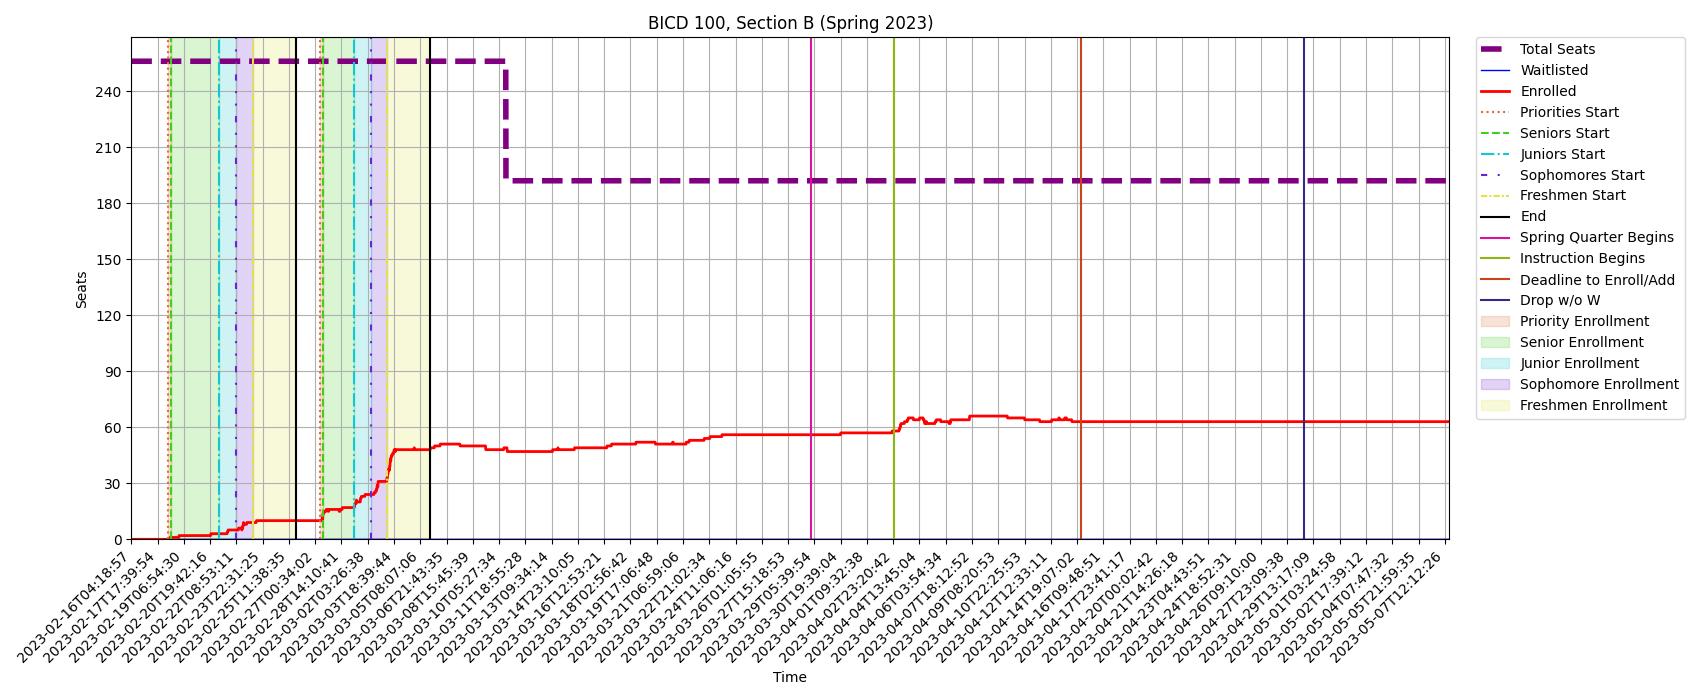 BICD 100, Section B (Spring 2023)
Seats
240
210
180
150
120
90
60
30
0
2023-02-16T04:18:57
2023-02-17T17:39:54
2023-02-19T06:54:30
2023-02-20T19:42:16
2023-02-22T08:53:11
2023-02-23T22:31:25
2023-02-25T11:38:35
2023-02-27T00:34:02
2023-02-28T14:10:41
2023-03-02T03:26:38
2023-03-03T18:39:44
2023-03-05T08:07:06
2023-03-06T21:43:35
2023-03-08T15:45:39
2023-03-10T05:27:34
2023-03-11T18:55:28
2023-03-13T09:34:14
2023-03-14T23:10:05
2023-03-16T12:53:21
2023-03-18T02:56:42
2023-03-19T17:06:48
2023-03-21T06:59:06
2023-03-22T21:02:34
2023-03-24T11:06:16
2023-03-26T01:05:55
2023-03-27T15:18:53
2023-03-29T05:39:54
2023-03-30T19:39:04
2023-04-01T09:32:38
2023-04-02T23:20:42
2023-04-04T13:45:04
2023-04-06T03:54:34
2023-04-07T18:12:52
2023-04-09T08:20:53
2023-04-10T22:25:53
2023-04-12T12:33:11
2023-04-14T19:07:02
2023-04-16T09:48:51
2023-04-17T23:41:17
2023-04-20T00:02:42
2023-04-21T14:26:18
2023-04-23T04:43:51
2023-04-24T18:52:31
2023-04-26T09:10:00
2023-04-27T23:09:38
2023-04-29T13:17:09
2023-05-01T03:24:58
2023-05-02T17:39:12
2023-05-04T07:47:32
2023-05-05T21:59:35
2023-05-07T12:12:26
Time
Total Seats
Waitlisted
Enrolled
Priorities Start
Seniors Start
Juniors Start
Sophomores Start
Freshmen Start
End
Spring Quarter Begins
Instruction Begins
Deadline to Enroll/Add
Drop w/o W
Priority Enrollment
Senior Enrollment
Junior Enrollment
Sophomore Enrollment
Freshmen Enrollment